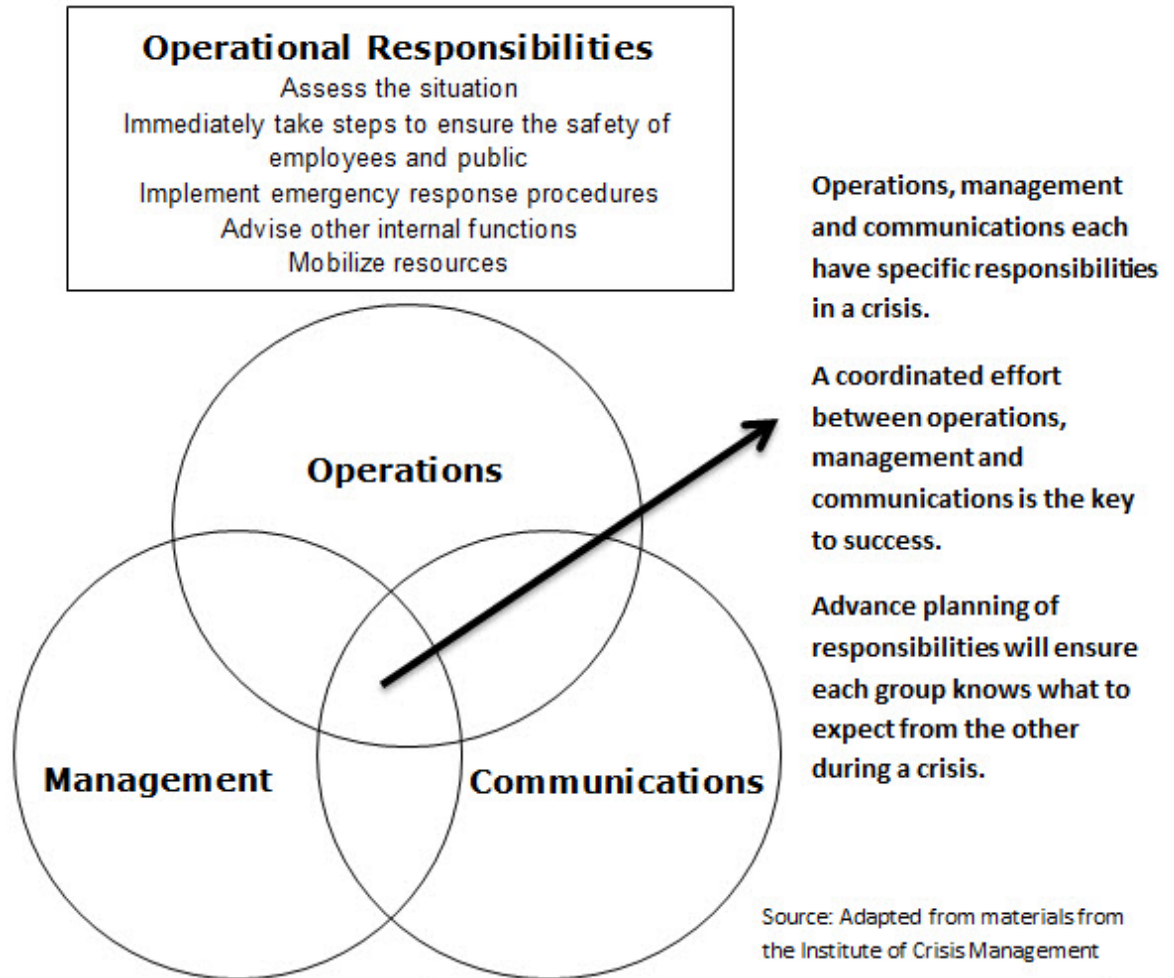 Operational Responsibilities
Assess the situation
Immediately take steps to ensure the safety of
employees and public
Implement emergency response procedures
Advise other internal functions
Mobilize resources
Operations, management
and communications each
have specific responsibilities
in a crisis.
A coordinated effort
between operations,
management and
communications is the key
to success.
Advance planning of
responsibilities will ensure
each group knows what to
expect from the other
during a crisis.
Operations
Management
Communications
Source: Adapted from materials from
the Institute of Crisis Management